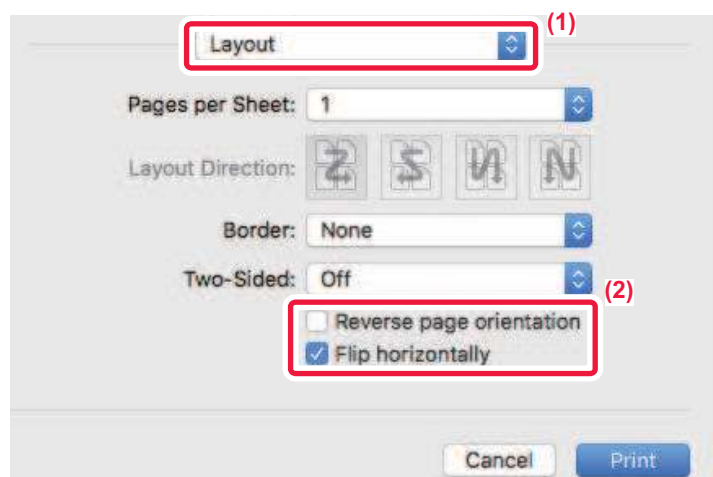 (1)
Layout
Pages per Sheet: 1
Layout Direction:
Border: None
Two-Sided: Off
(2)
Reverse page orientation
Flip horizontally
Cancel Print